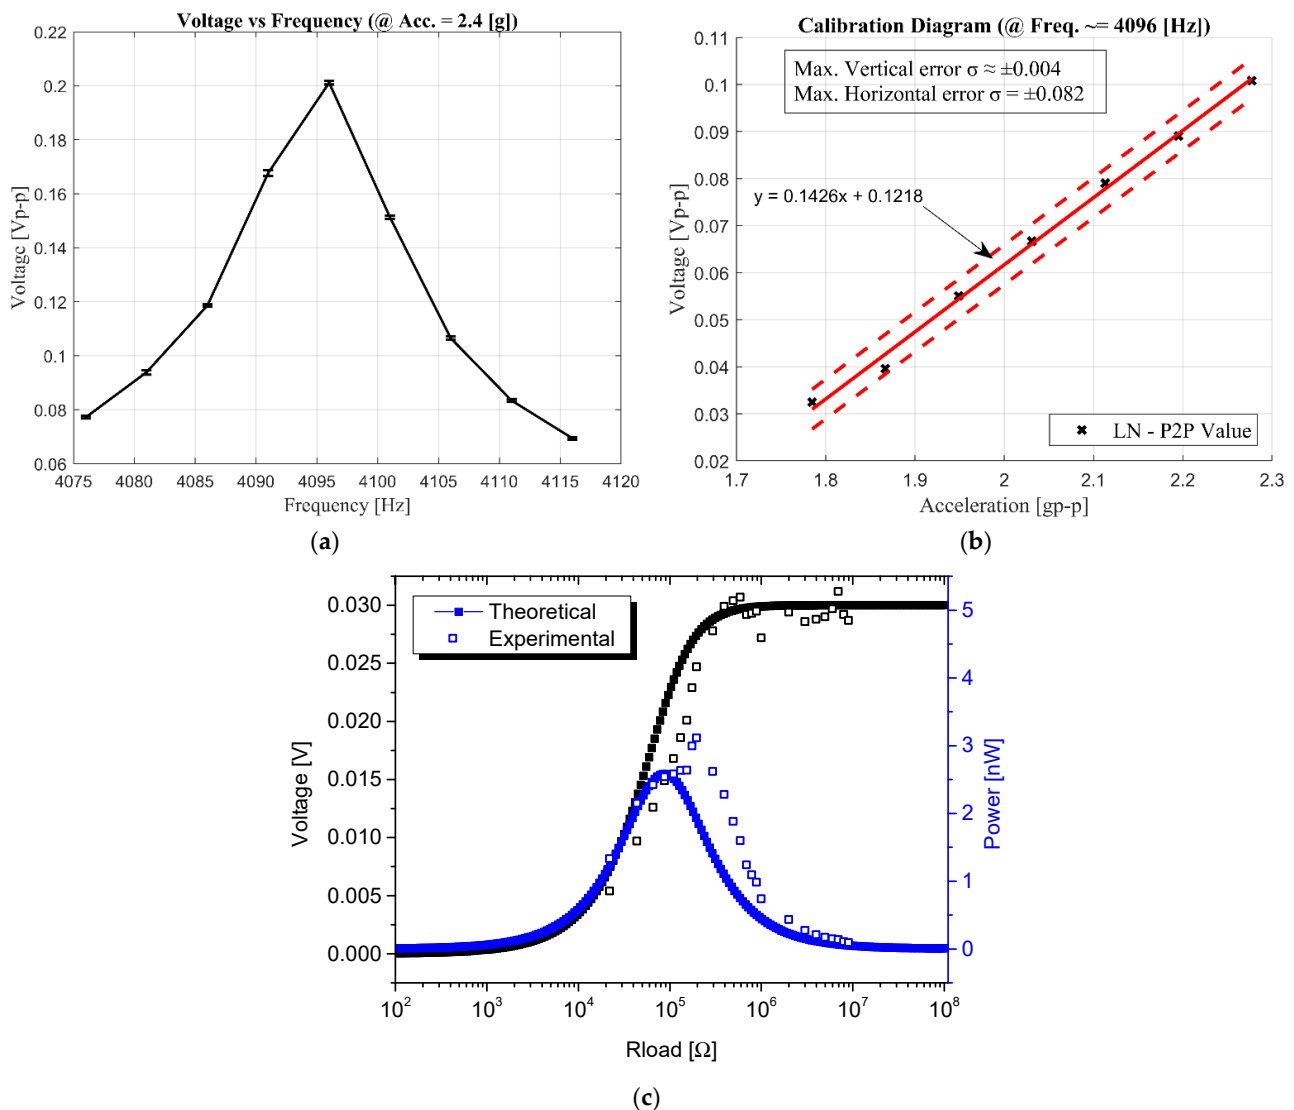 Voltage vs Frequency (@ Acc. = 2.4 [g])
0.22
0.2
0.18
0.16
0.14
0.12
0.1
0.08
0.06
Voltage [Vp-p]
4075 4080 4085 4090 4095 4100 4105 4110 4115 4120
Frequency [Hz]
(a)
Calibration Diagram (@ Freq. ~= 4096 [Hz])
0.11
0.1
0.09
0.08
0.07
0.06
0.05
0.04
0.03
0.02
Voltage [Vp-p]
Max. Vertical error σ ≈ ±0.004
Max. Horizontal error σ = ±0.082
y = 0.1426x + 0.1218
LN - P2P Value
1.7 1.8 1.9 2 2.1 2.2 2.3
Acceleration [gp-p]
(b)
Theoretical
Experimental
0.030
0.025
0.020
0.015
0.010
0.005
0.000
Voltage [V]
5
4
3
2
1
0
Power [nW]
10² 10³ 10⁴ 10⁵ 10⁶ 10⁷ 10⁸
Rload [Ω]
(c)